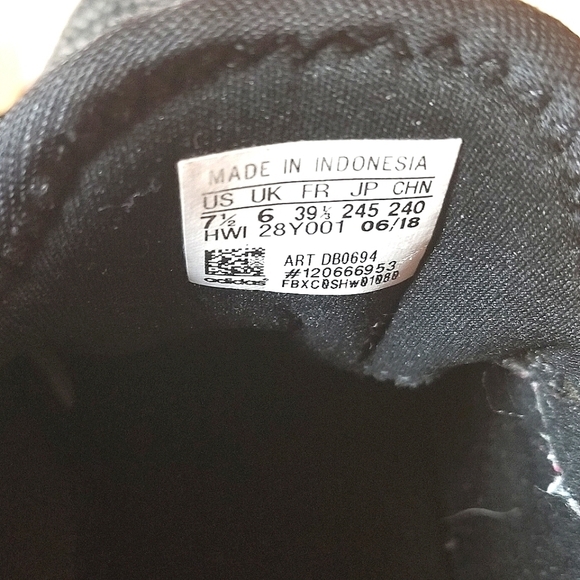 MADE IN INDONESIA
US UK FR JP CHN
7½ 6 39⅓ 245 240
HWI 28Y001 06/18
ART DB0694
#120666953
FBXC0SHW01080
adidas